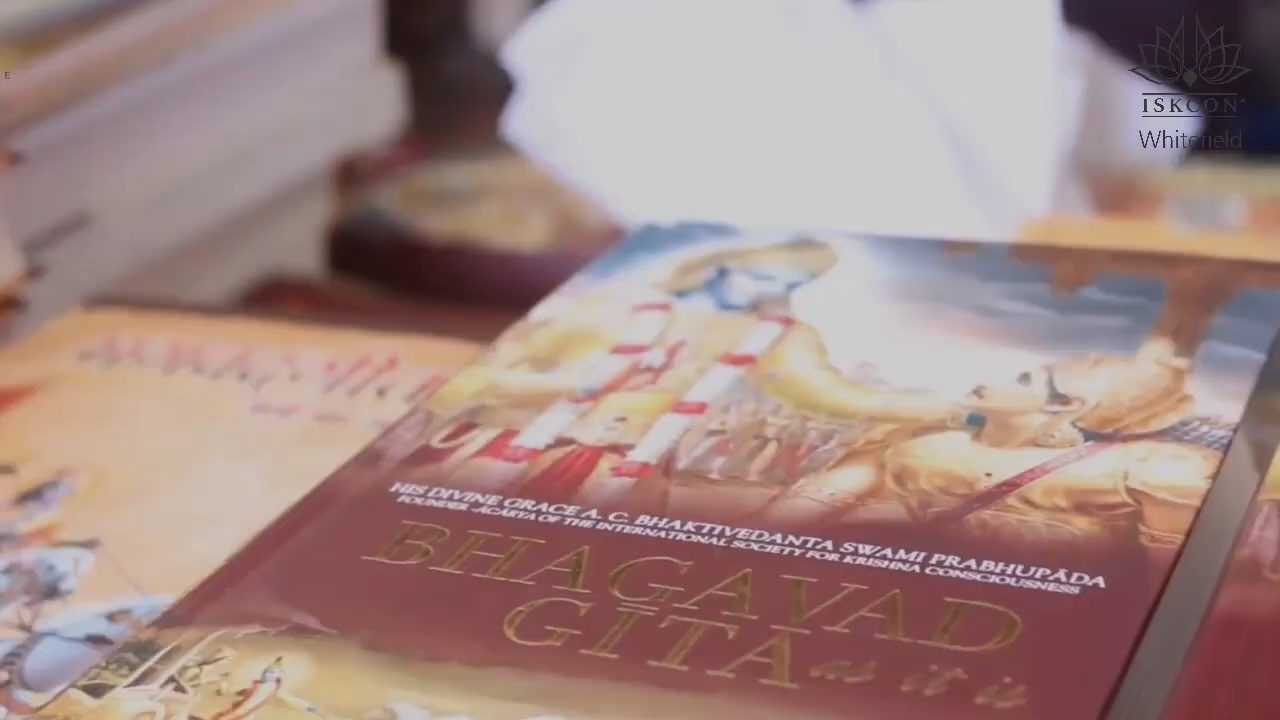 E
ISKCON
Whitefield
HIS DIVINE GRACE A. C. BHAKTIVEDANTA SWAMI PRABHUPĀDA
FOUNDER -ĀCĀRYA OF THE INTERNATIONAL SOCIETY FOR KRISHNA CONSCIOUSNESS
BHAGAVAD
GĪTĀ as it is